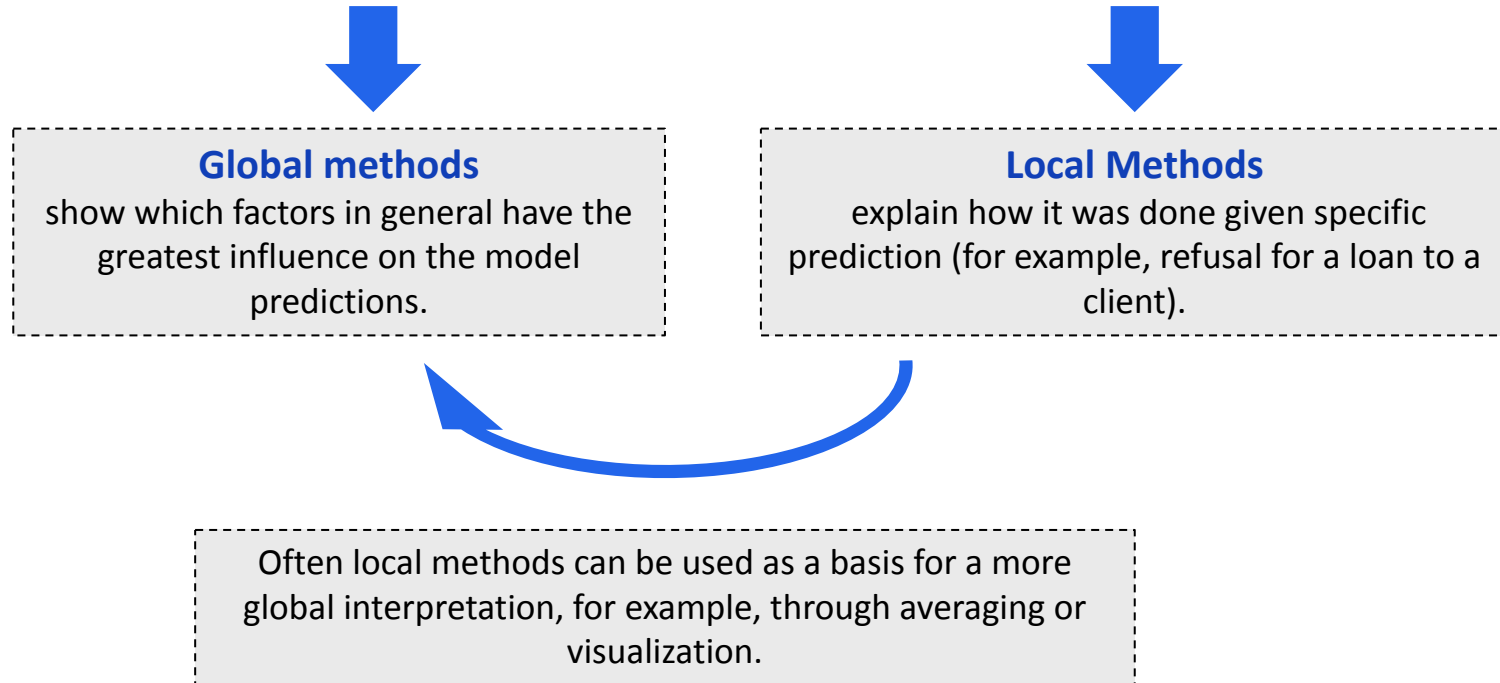 Global methods
show which factors in general have the
greatest influence on the model
predictions.
Local Methods
explain how it was done given specific
prediction (for example, refusal for a loan to a
client).
Often local methods can be used as a basis for a more
global interpretation, for example, through averaging or
visualization.